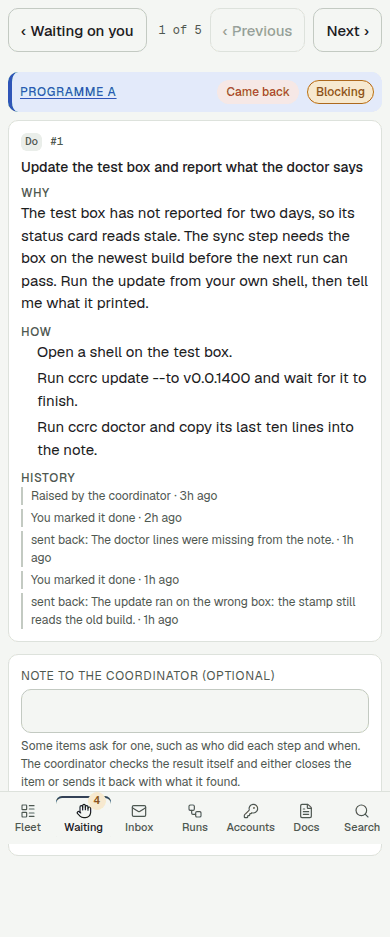 ‹ Waiting on you
1 of 5
‹ Previous
Next ›
PROGRAMME A
Came back
Blocking
Do #1
Update the test box and report what the doctor says
WHY
The test box has not reported for two days, so its
status card reads stale. The sync step needs the
box on the newest build before the next run can
pass. Run the update from your own shell, then tell
me what it printed.
HOW
Open a shell on the test box.
Run ccrc update --to v0.0.1400 and wait for it to
finish.
Run ccrc doctor and copy its last ten lines into
the note.
HISTORY
Raised by the coordinator · 3h ago
You marked it done · 2h ago
sent back: The doctor lines were missing from the note. · 1h
ago
You marked it done · 1h ago
sent back: The update ran on the wrong box: the stamp still
reads the old build. · 1h ago
NOTE TO THE COORDINATOR (OPTIONAL)
Some items ask for one, such as who did each step and when.
The coordinator checks the result itself and either closes the
item or sends it back with what it found.
4
Fleet
Waiting
Inbox
Runs
Accounts
Docs
Search